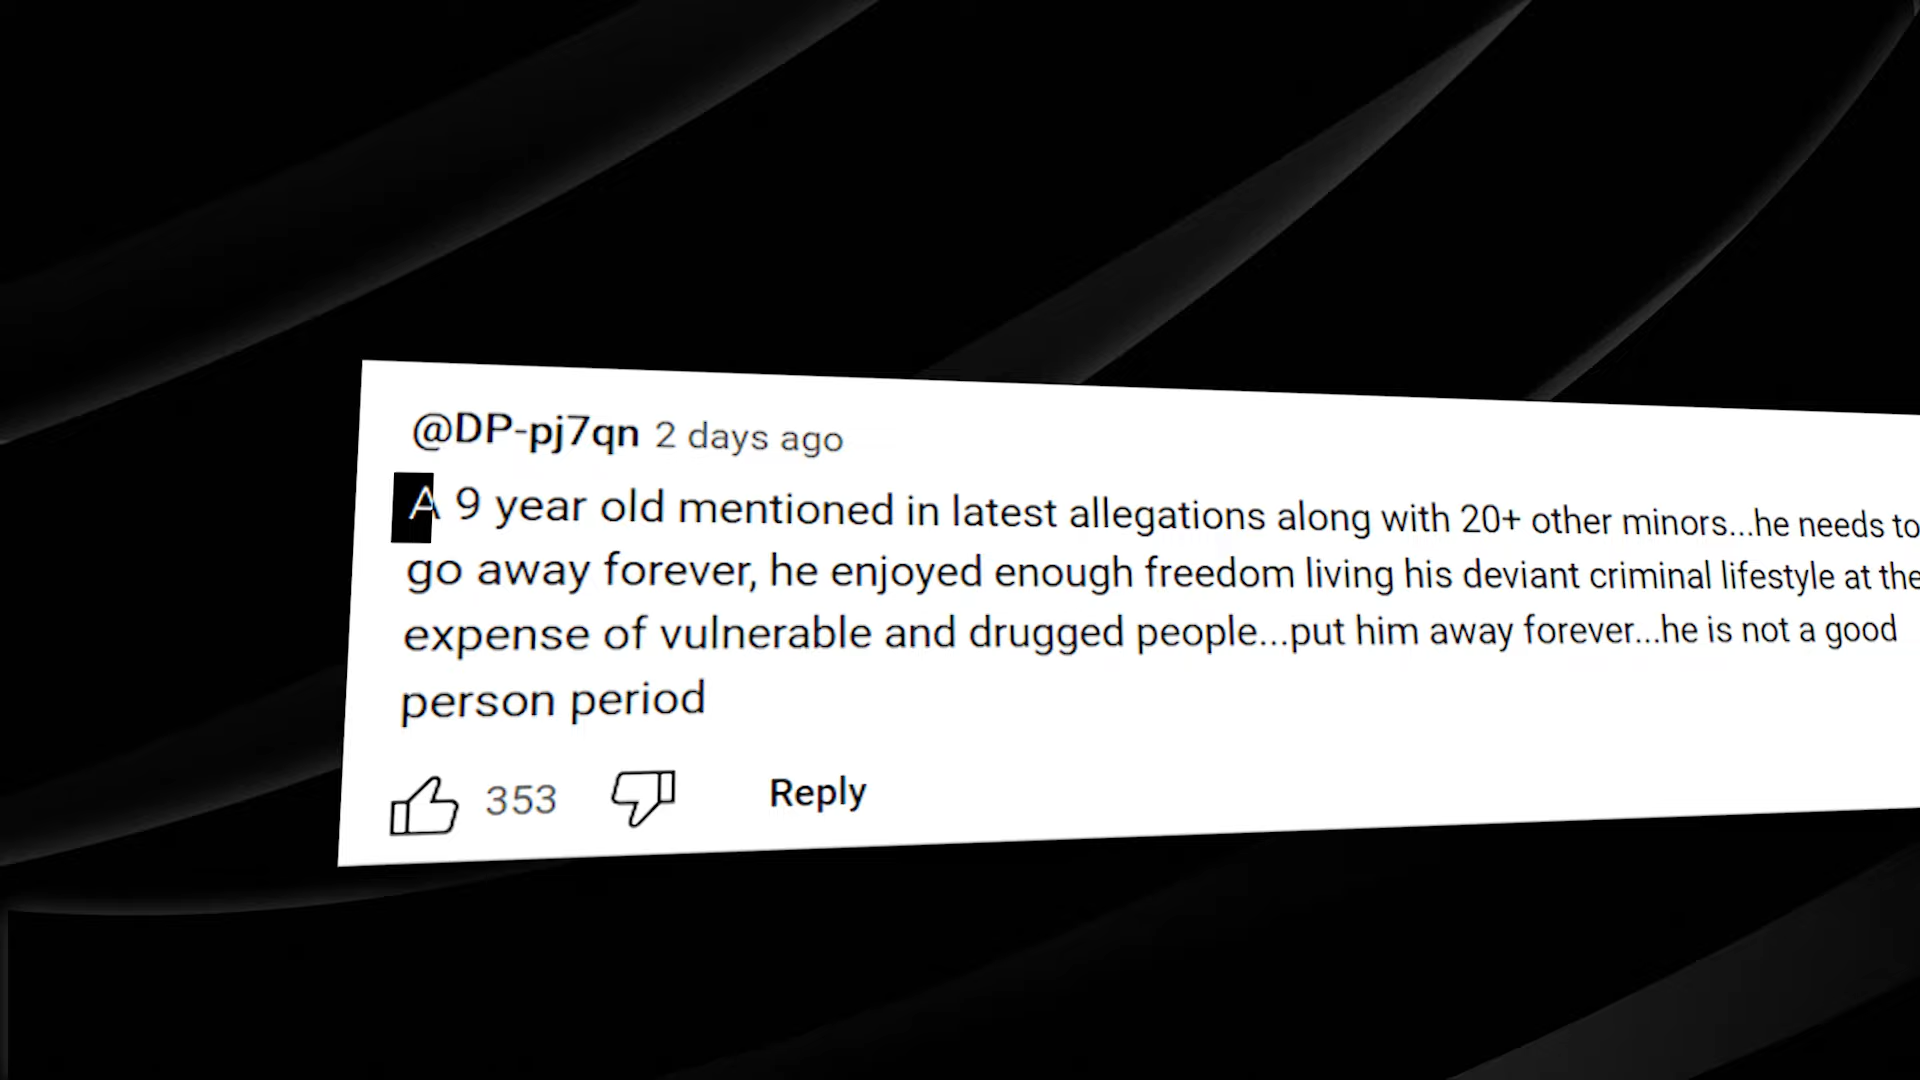 @DP-pj7qn 2 days ago
A 9 year old mentioned in latest allegations along with 20+ other minors...he needs to
go away forever, he enjoyed enough freedom living his deviant criminal lifestyle at the
expense of vulnerable and drugged people...put him away forever...he is not a good
person period
353 Reply